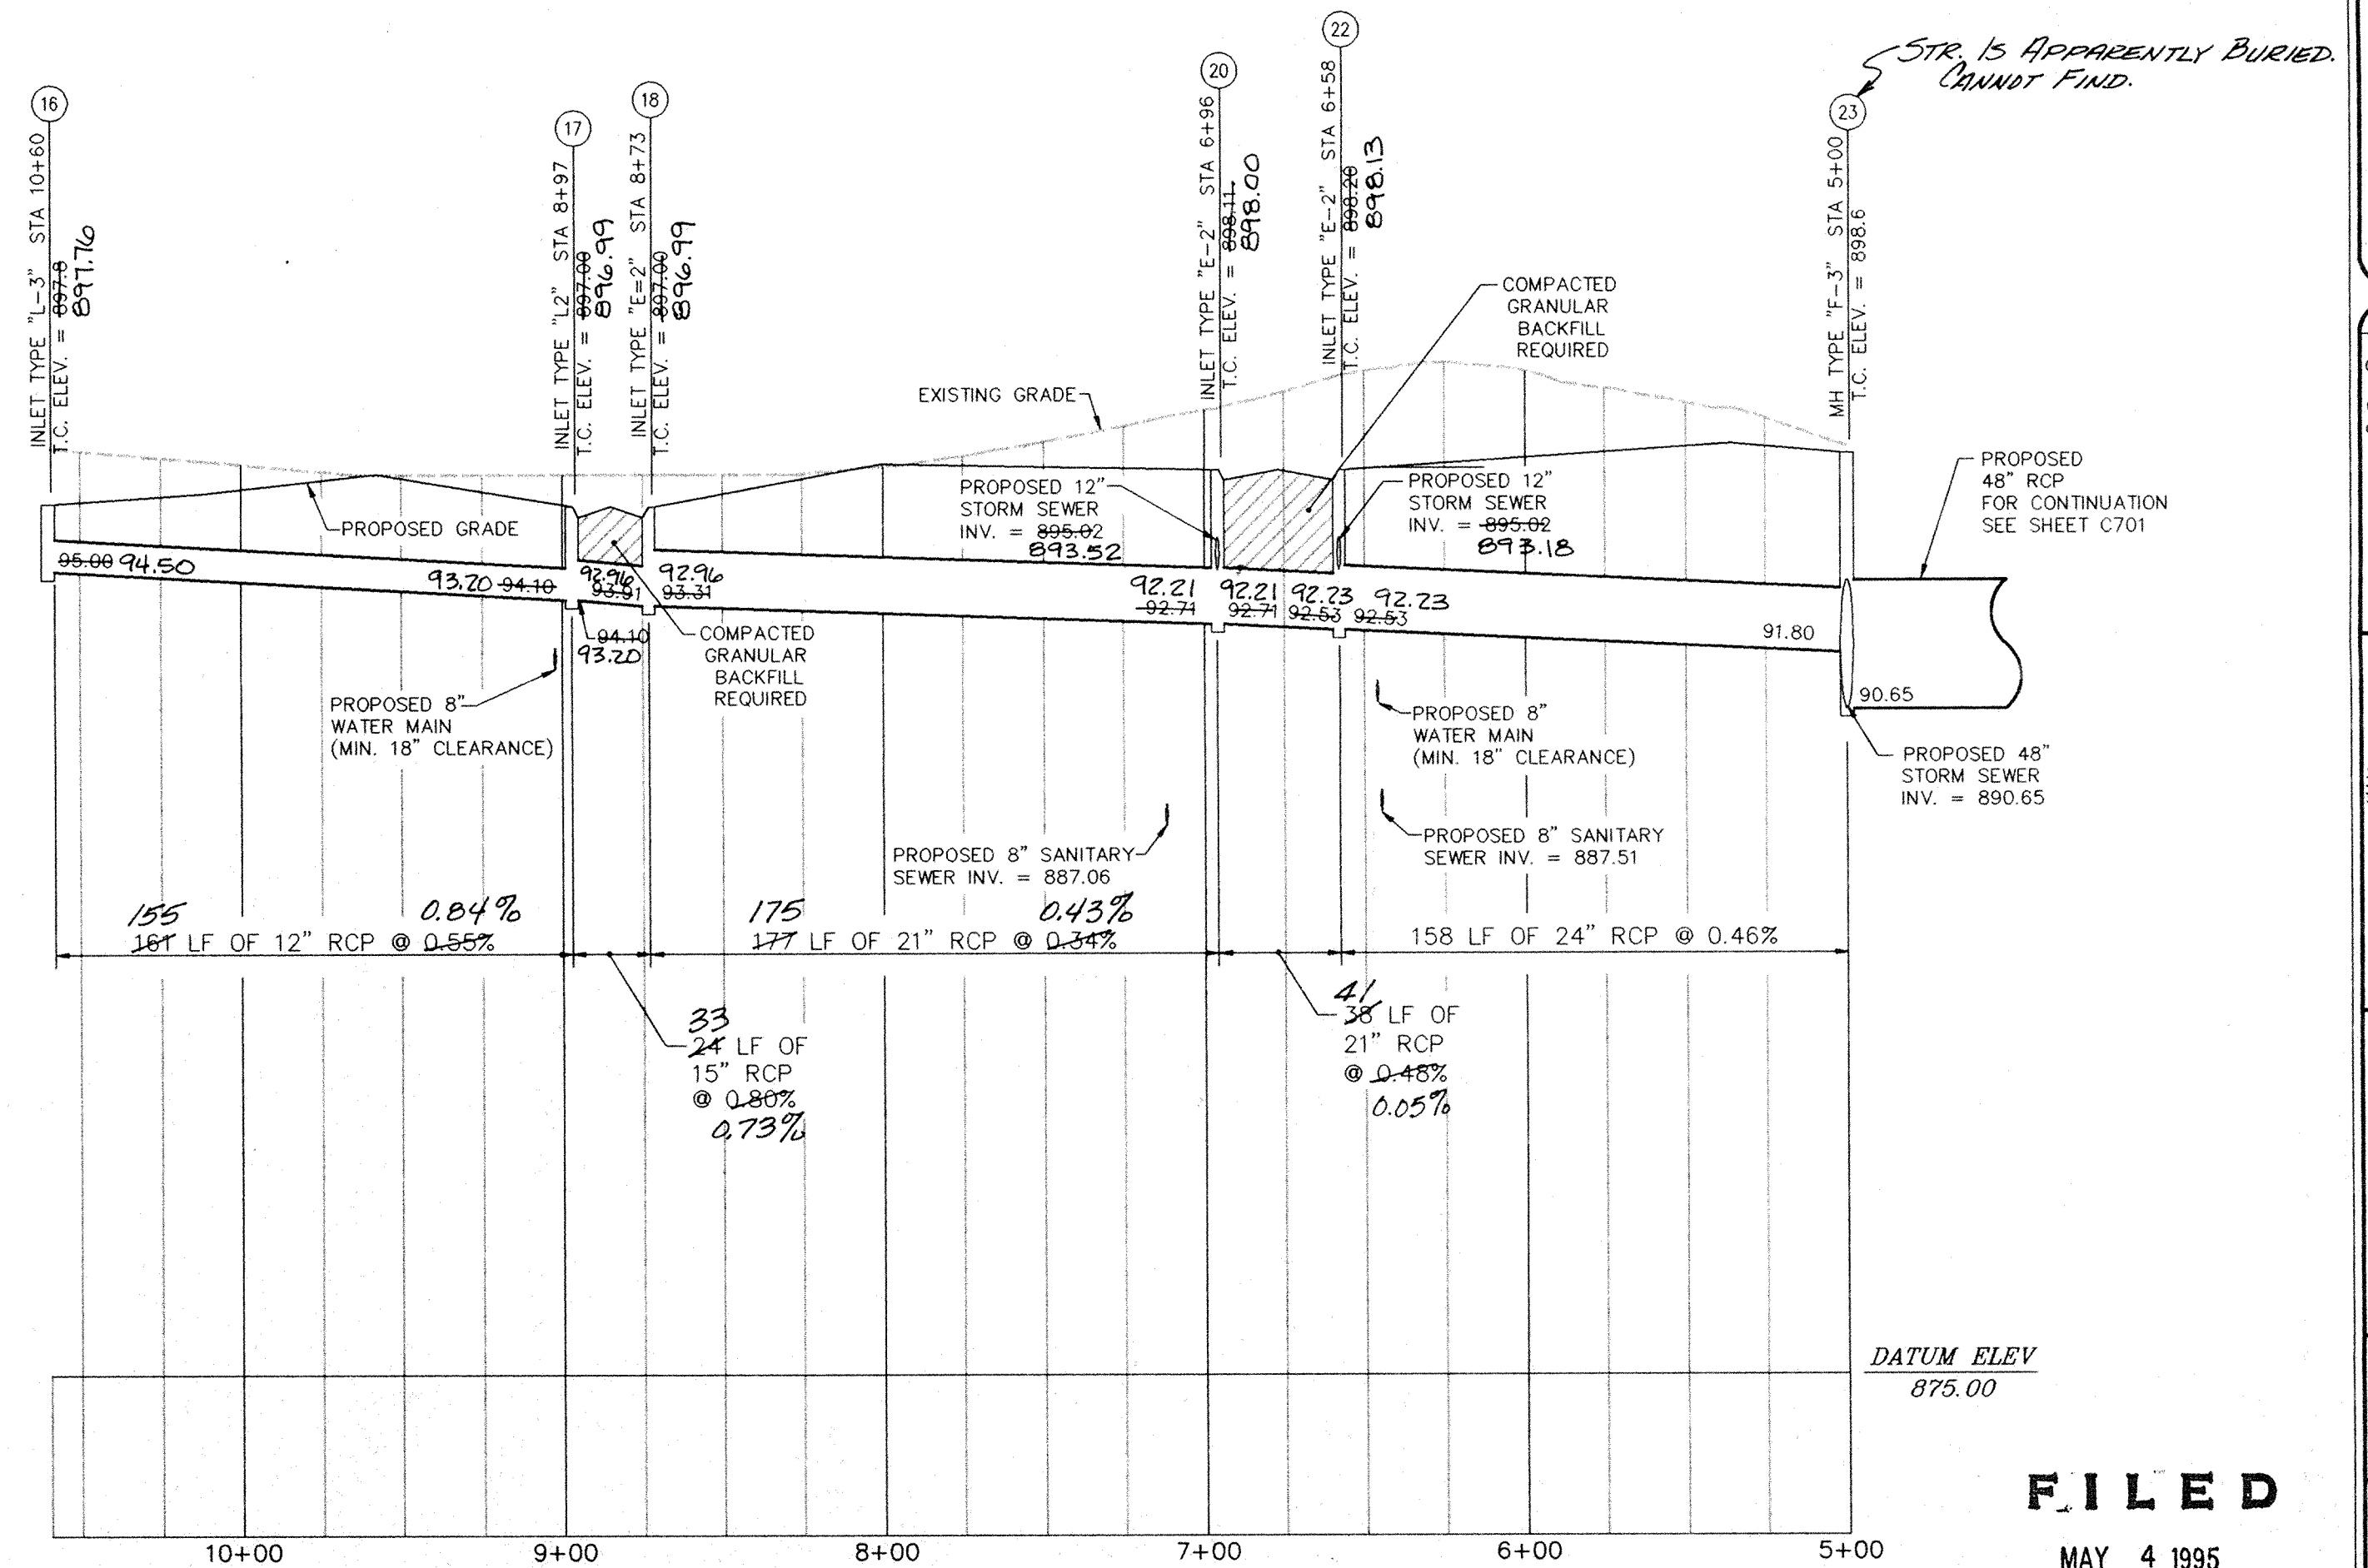 STR. IS APPARENTLY BURIED.
CANNOT FIND.
16
INLET TYPE "L-3" STA 10+60
T.C. ELEV. = 897.8
897.76
17
INLET TYPE "L2" STA 8+97
T.C. ELEV. = 897.00
896.99
18
INLET TYPE "E=2" STA 8+73
T.C. ELEV. = 897.00
896.99
20
INLET TYPE "E-2" STA 6+96
T.C. ELEV. = 898.11
898.00
22
INLET TYPE "E-2" STA 6+58
T.C. ELEV. = 898.20
898.13
23
MH TYPE "F-3" STA 5+00
T.C. ELEV. = 898.6
COMPACTED
GRANULAR
BACKFILL
REQUIRED
EXISTING GRADE
PROPOSED GRADE
PROPOSED 12"
STORM SEWER
INV. = 895.02
893.52
PROPOSED 12"
STORM SEWER
INV. = 895.02
893.18
PROPOSED
48" RCP
FOR CONTINUATION
SEE SHEET C701
95.00 94.50
93.20 94.10
92.96
93.91
92.96
93.31
94.10
93.20
92.21
92.71
92.21
92.71
92.23
92.53
92.23
92.53
91.80
90.65
COMPACTED
GRANULAR
BACKFILL
REQUIRED
PROPOSED 8"
WATER MAIN
(MIN. 18" CLEARANCE)
PROPOSED 8"
WATER MAIN
(MIN. 18" CLEARANCE)
PROPOSED 48"
STORM SEWER
INV. = 890.65
PROPOSED 8" SANITARY
SEWER INV. = 887.06
PROPOSED 8" SANITARY
SEWER INV. = 887.51
155 0.84%
161 LF OF 12" RCP @ 0.55%
175 0.43%
177 LF OF 21" RCP @ 0.34%
158 LF OF 24" RCP @ 0.46%
33
24 LF OF
15" RCP
@ 0.80%
0.73%
41
38 LF OF
21" RCP
@ 0.48%
0.05%
DATUM ELEV
875.00
FILED
MAY 4 1995
10+00 9+00 8+00 7+00 6+00 5+00